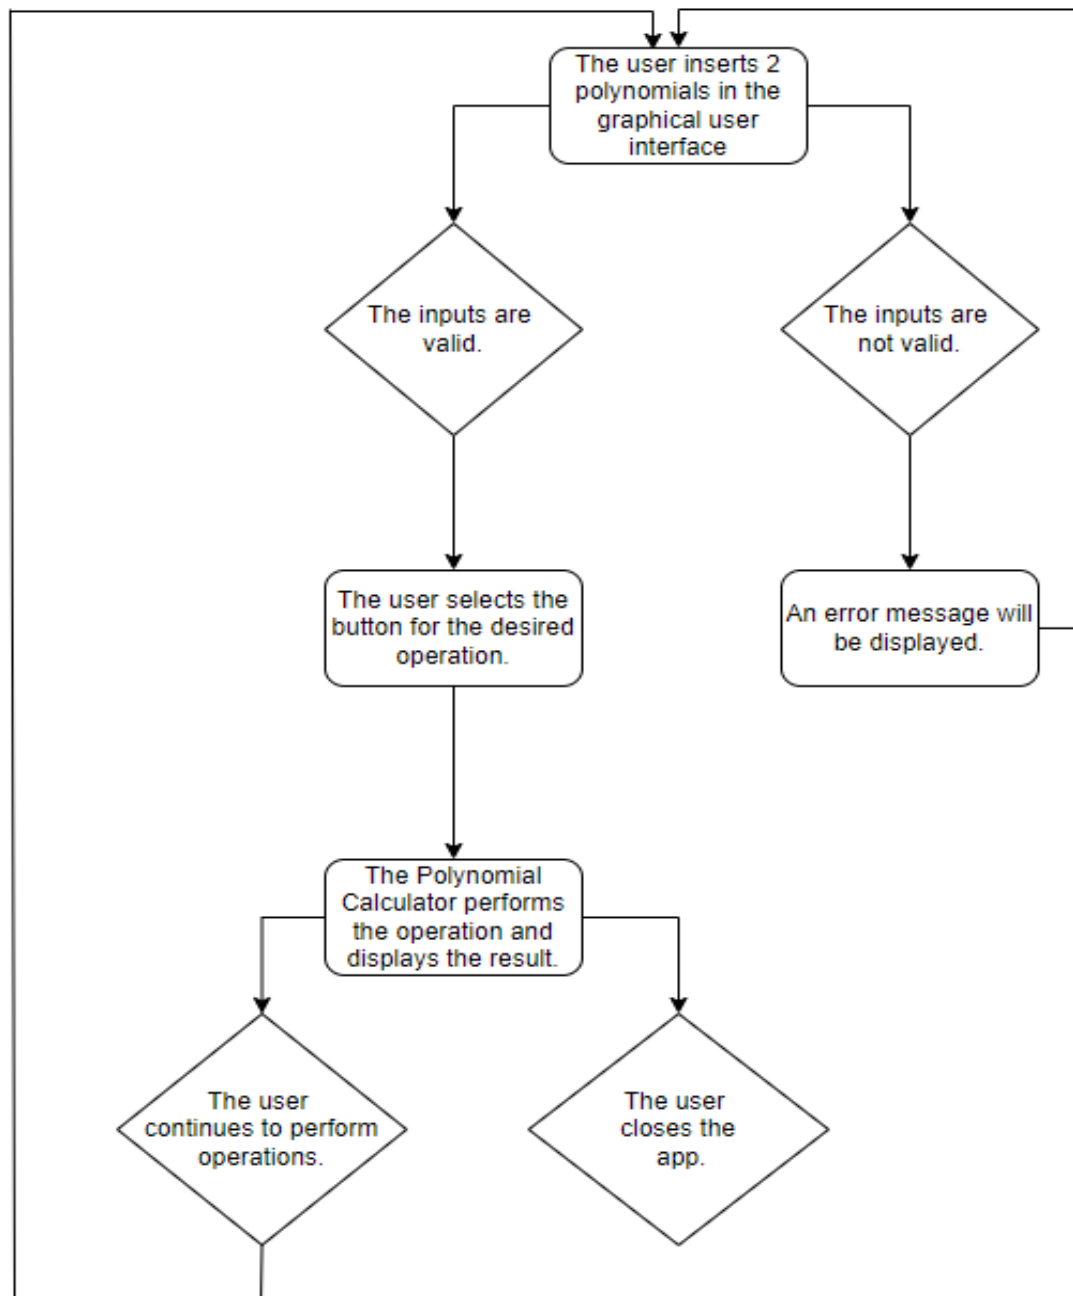 The user inserts 2
polynomials in the
graphical user
interface
The inputs are
valid.
The inputs are
not valid.
The user selects the
button for the desired
operation.
An error message will
be displayed.
The Polynomial
Calculator performs
the operation and
displays the result.
The user
continues to perform
operations.
The user
closes the
app.